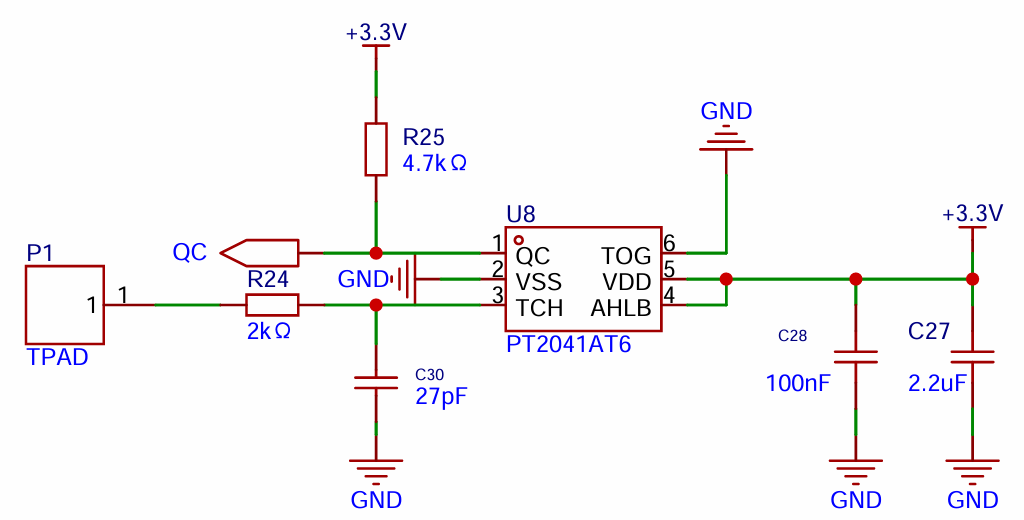 +3.3V
GND
R25
4.7kΩ
+3.3V
U8
P1
QC
1
QC
TOG
6
R24
GND
2
VSS
VDD
5
1
1
3
TCH
AHLB
4
2kΩ
PT2041AT6
TPAD
C28
C27
C30
27pF
100nF
2.2uF
GND
GND
GND